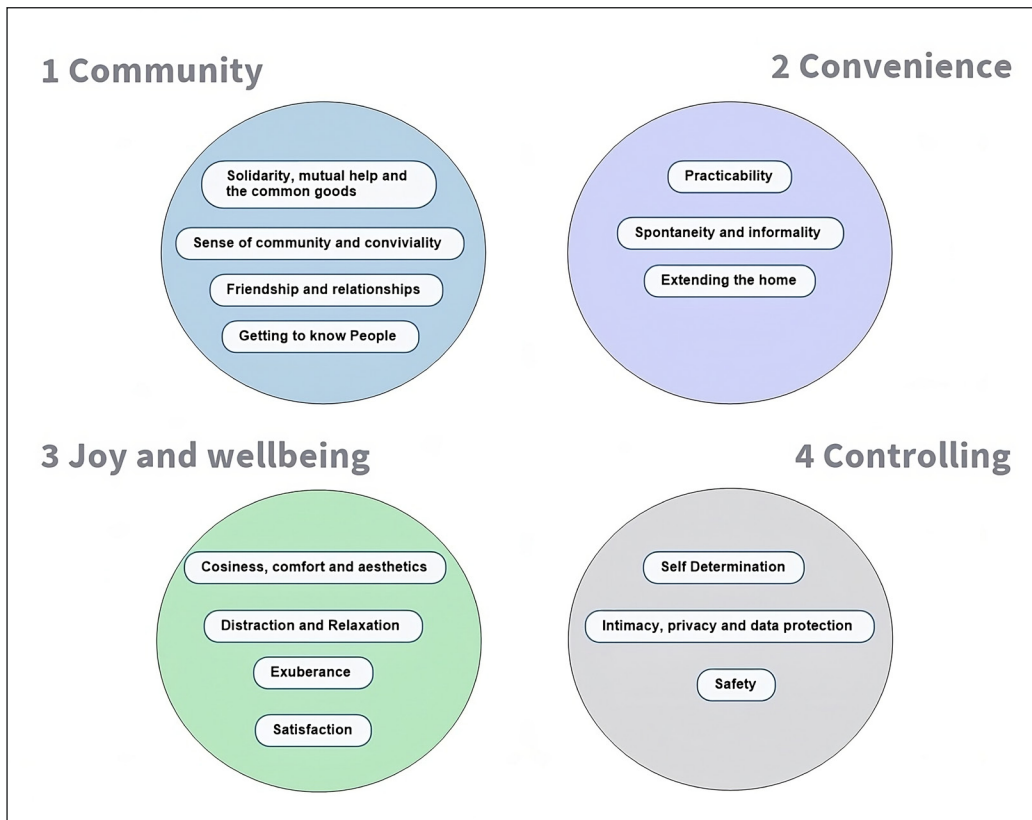 1 Community
Solidarity, mutual help and
the common goods
Sense of community and conviviality
Friendship and relationships
Getting to know People
2 Convenience
Practicability
Spontaneity and informality
Extending the home
3 Joy and wellbeing
Cosiness, comfort and aesthetics
Distraction and Relaxation
Exuberance
Satisfaction
4 Controlling
Self Determination
Intimacy, privacy and data protection
Safety